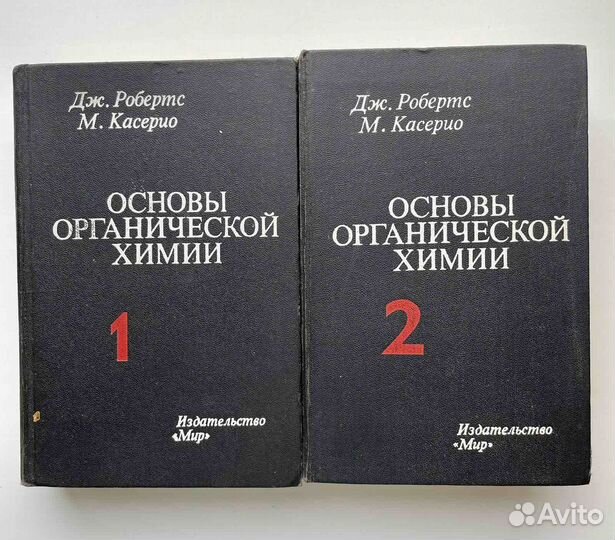 Дж. Робертс
М. Касерио
ОСНОВЫ
ОРГАНИЧЕСКОЙ
ХИМИИ
1
Издательство
«Мир»
Дж. Робертс
М. Касерио
ОСНОВЫ
ОРГАНИЧЕСКОЙ
ХИМИИ
2
Издательство
«Мир»
Avito